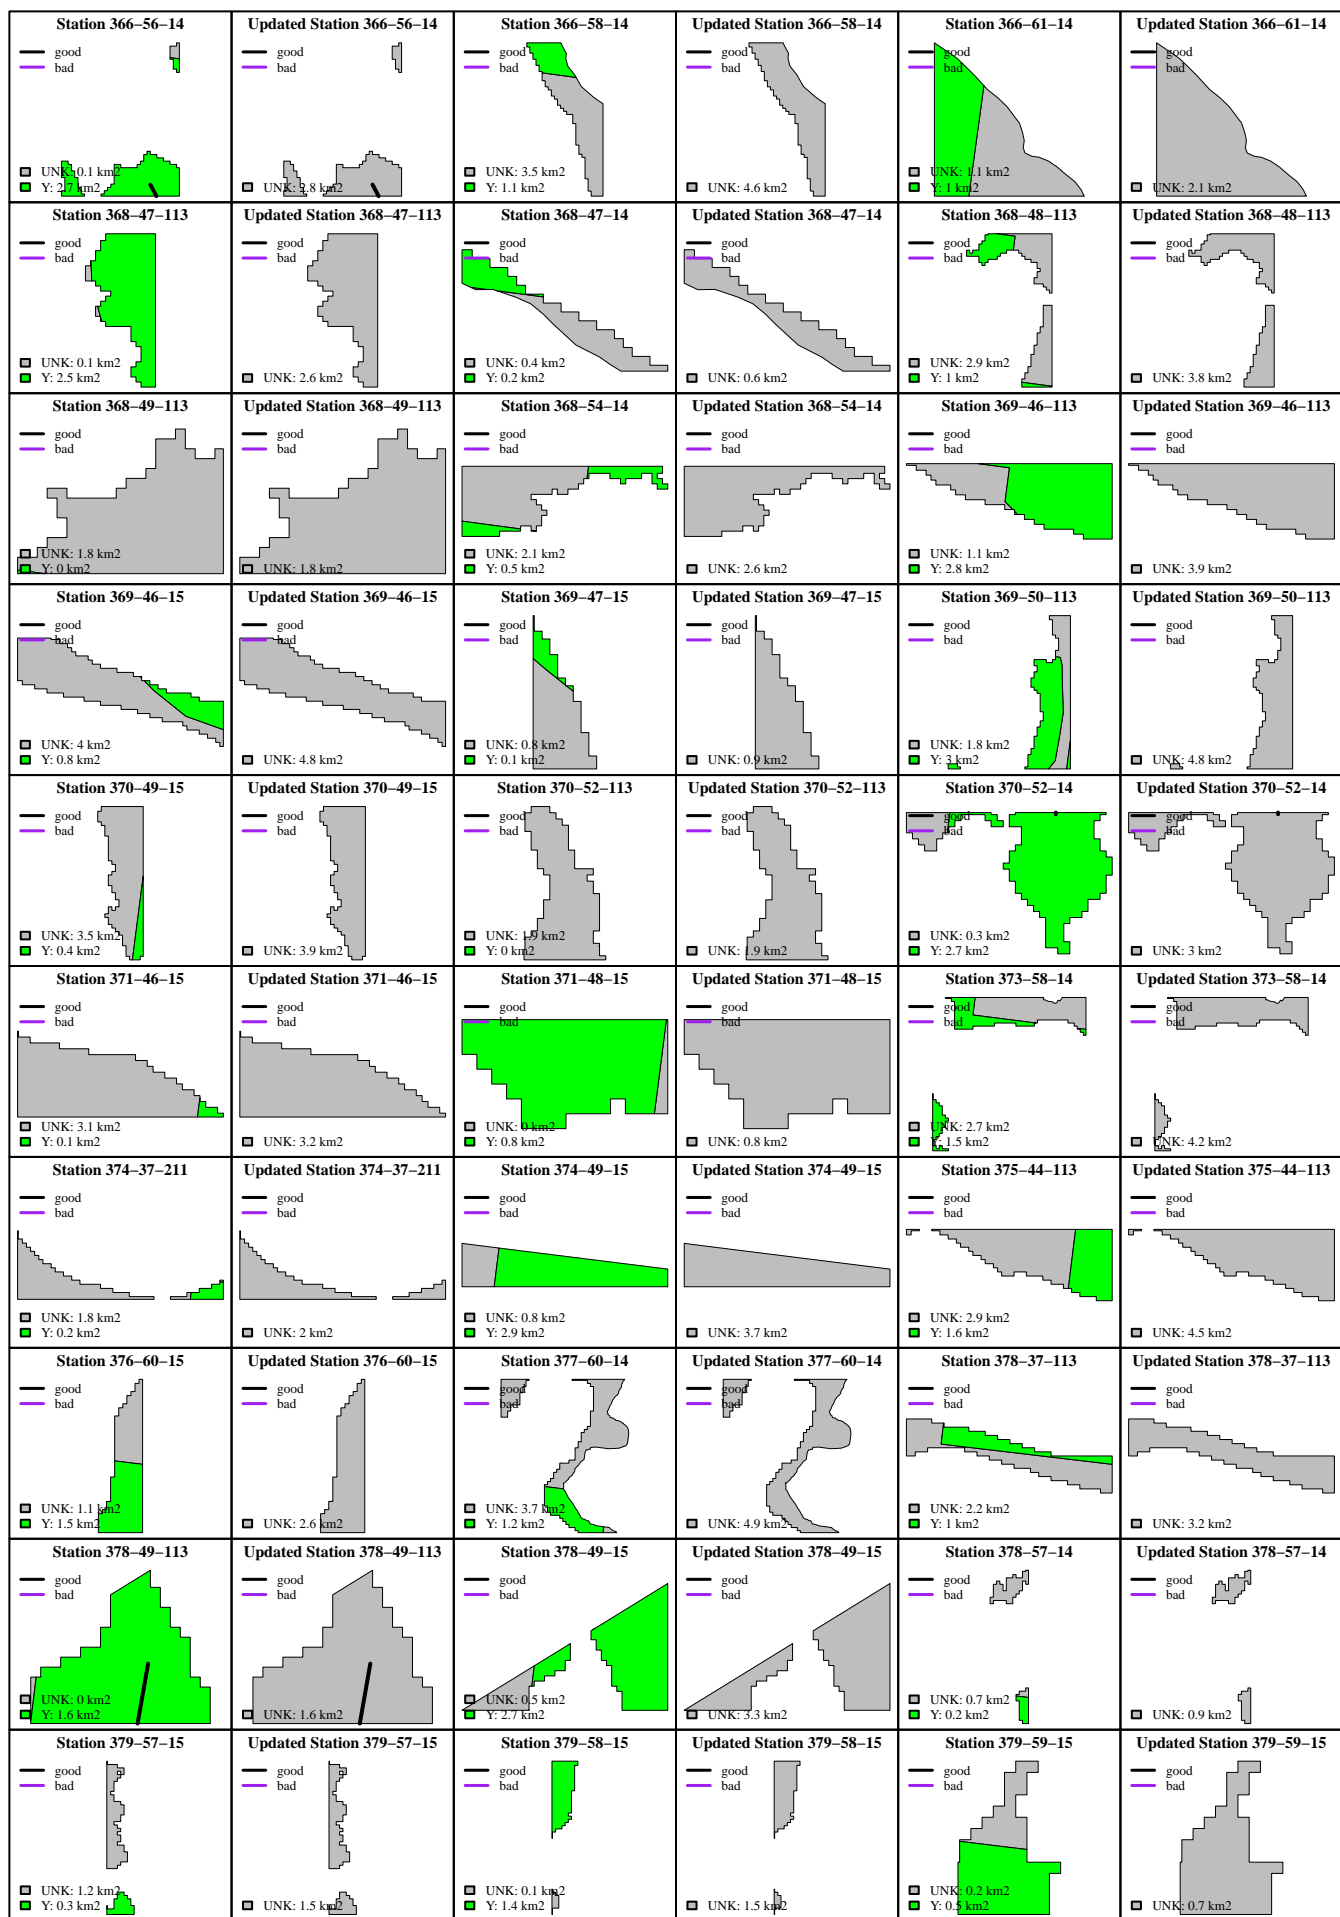 Station 366−56−14
good
bad
UNK: 0.1 km2
Y: 2.7 km2
Updated Station 366−56−14
good
bad
UNK: 2.8 km2
Station 366−58−14
good
bad
UNK: 3.5 km2
Y: 1.1 km2
Updated Station 366−58−14
good
bad
UNK: 4.6 km2
Station 366−61−14
good
bad
UNK: 1.1 km2
Y: 1 km2
Updated Station 366−61−14
good
bad
UNK: 2.1 km2
Station 368−47−113
good
bad
UNK: 0.1 km2
Y: 2.5 km2
Updated Station 368−47−113
good
bad
UNK: 2.6 km2
Station 368−47−14
good
bad
UNK: 0.4 km2
Y: 0.2 km2
Updated Station 368−47−14
good
bad
UNK: 0.6 km2
Station 368−48−113
good
bad
UNK: 2.9 km2
Y: 1 km2
Updated Station 368−48−113
good
bad
UNK: 3.8 km2
Station 368−49−113
good
bad
UNK: 1.8 km2
Y: 0 km2
Updated Station 368−49−113
good
bad
UNK: 1.8 km2
Station 368−54−14
good
bad
UNK: 2.1 km2
Y: 0.5 km2
Updated Station 368−54−14
good
bad
UNK: 2.6 km2
Station 369−46−113
good
bad
UNK: 1.1 km2
Y: 2.8 km2
Updated Station 369−46−113
good
bad
UNK: 3.9 km2
Station 369−46−15
good
bad
UNK: 4 km2
Y: 0.8 km2
Updated Station 369−46−15
good
bad
UNK: 4.8 km2
Station 369−47−15
good
bad
UNK: 0.8 km2
Y: 0.1 km2
Updated Station 369−47−15
good
bad
UNK: 0.9 km2
Station 369−50−113
good
bad
UNK: 1.8 km2
Y: 3 km2
Updated Station 369−50−113
good
bad
UNK: 4.8 km2
Station 370−49−15
good
bad
UNK: 3.5 km2
Y: 0.4 km2
Updated Station 370−49−15
good
bad
UNK: 3.9 km2
Station 370−52−113
good
bad
UNK: 1.9 km2
Y: 0 km2
Updated Station 370−52−113
good
bad
UNK: 1.9 km2
Station 370−52−14
good
bad
UNK: 0.3 km2
Y: 2.7 km2
Updated Station 370−52−14
good
bad
UNK: 3 km2
Station 371−46−15
good
bad
UNK: 3.1 km2
Y: 0.1 km2
Updated Station 371−46−15
good
bad
UNK: 3.2 km2
Station 371−48−15
good
bad
UNK: 0 km2
Y: 0.8 km2
Updated Station 371−48−15
good
bad
UNK: 0.8 km2
Station 373−58−14
good
bad
UNK: 2.7 km2
Y: 1.5 km2
Updated Station 373−58−14
good
bad
UNK: 4.2 km2
Station 374−37−211
good
bad
UNK: 1.8 km2
Y: 0.2 km2
Updated Station 374−37−211
good
bad
UNK: 2 km2
Station 374−49−15
good
bad
UNK: 0.8 km2
Y: 2.9 km2
Updated Station 374−49−15
good
bad
UNK: 3.7 km2
Station 375−44−113
good
bad
UNK: 2.9 km2
Y: 1.6 km2
Updated Station 375−44−113
good
bad
UNK: 4.5 km2
Station 376−60−15
good
bad
UNK: 1.1 km2
Y: 1.5 km2
Updated Station 376−60−15
good
bad
UNK: 2.6 km2
Station 377−60−14
good
bad
UNK: 3.7 km2
Y: 1.2 km2
Updated Station 377−60−14
good
bad
UNK: 4.9 km2
Station 378−37−113
good
bad
UNK: 2.2 km2
Y: 1 km2
Updated Station 378−37−113
good
bad
UNK: 3.2 km2
Station 378−49−113
good
bad
UNK: 0 km2
Y: 1.6 km2
Updated Station 378−49−113
good
bad
UNK: 1.6 km2
Station 378−49−15
good
bad
UNK: 0.5 km2
Y: 2.7 km2
Updated Station 378−49−15
good
bad
UNK: 3.3 km2
Station 378−57−14
good
bad
UNK: 0.7 km2
Y: 0.2 km2
Updated Station 378−57−14
good
bad
UNK: 0.9 km2
Station 379−57−15
good
bad
UNK: 1.2 km2
Y: 0.3 km2
Updated Station 379−57−15
good
bad
UNK: 1.5 km2
Station 379−58−15
good
bad
UNK: 0.1 km2
Y: 1.4 km2
Updated Station 379−58−15
good
bad
UNK: 1.5 km2
Station 379−59−15
good
bad
UNK: 0.2 km2
Y: 0.5 km2
Updated Station 379−59−15
good
bad
UNK: 0.7 km2